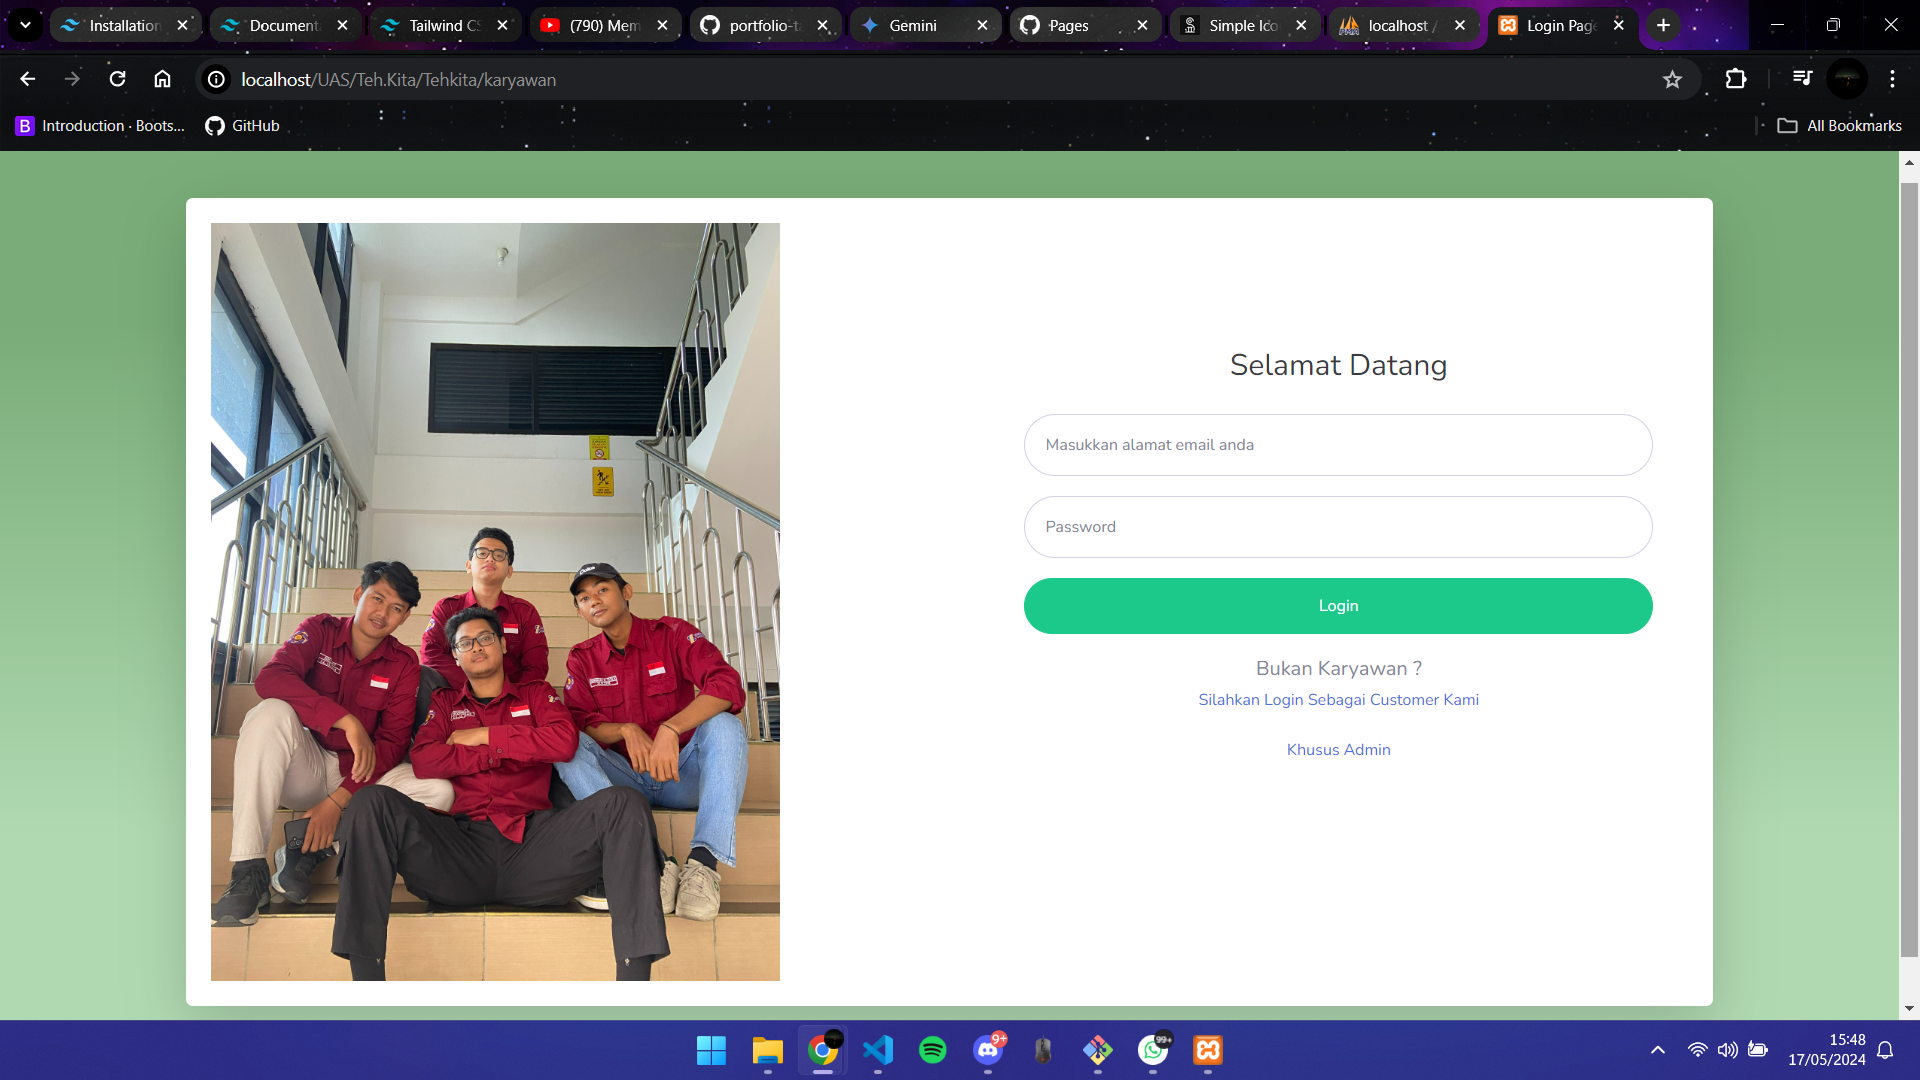 Installation
Document
Tailwind CS
(790) Mem
portfolio-ta
Gemini
Pages
Simple Ico
localhost /
Login Page
localhost/UAS/Teh.Kita/Tehkita/karyawan
Introduction · Boots...
GitHub
All Bookmarks
Selamat Datang
Masukkan alamat email anda
Password
Login
Bukan Karyawan ?
Silahkan Login Sebagai Customer Kami
Khusus Admin
9+
99+
15:48
17/05/2024